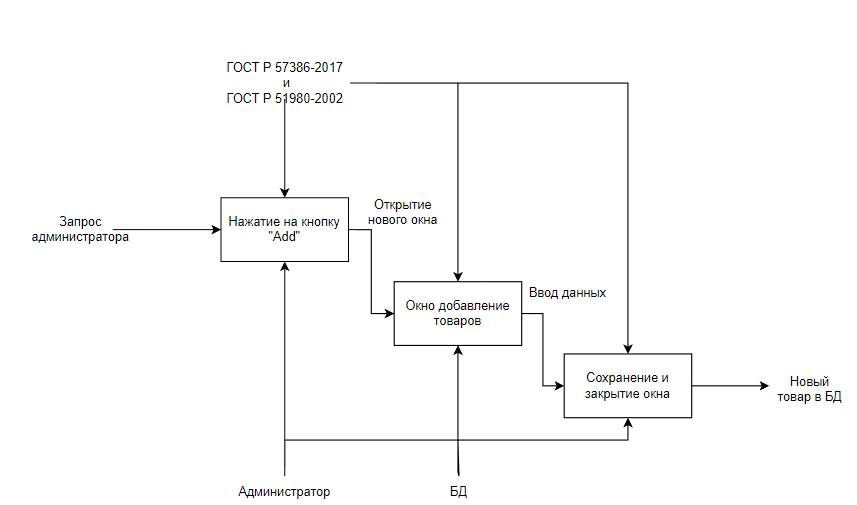 ГОСТ Р 57386-2017
и
ГОСТ Р 51980-2002
Запрос
администратора
Нажатие на кнопку
"Add"
Открытие
нового окна
Окно добавление
товаров
Ввод данных
Сохранение и
закрытие окна
Новый
товар в БД
Администратор
БД